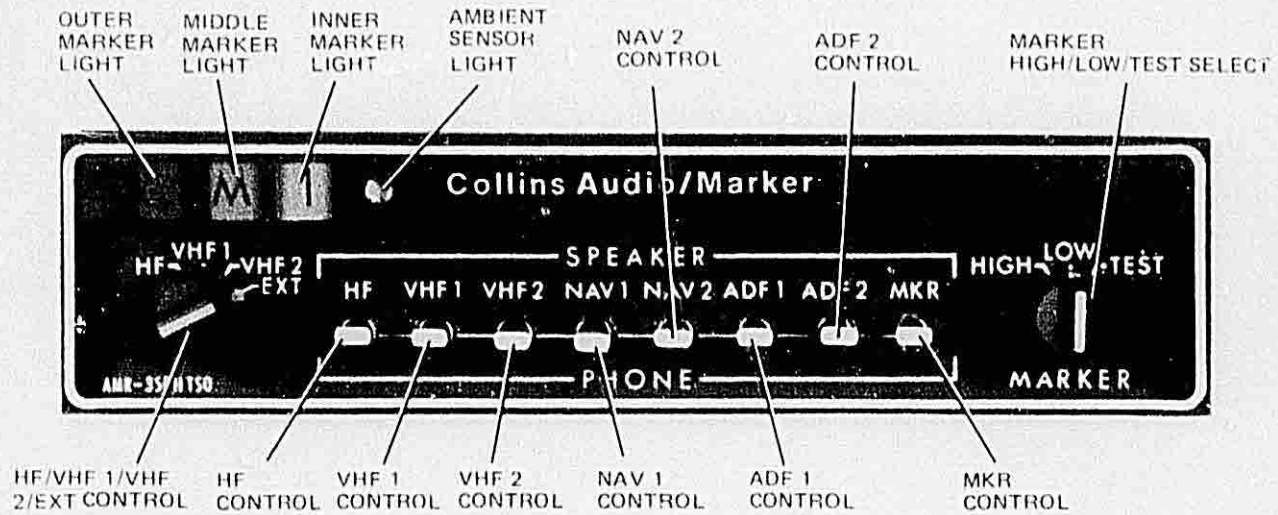 OUTER MARKER LIGHT
MIDDLE MARKER LIGHT
INNER MARKER LIGHT
AMBIENT SENSOR LIGHT
NAV 2 CONTROL
ADF 2 CONTROL
MARKER HIGH/LOW/TEST SELECT
M
I
Collins Audio/Marker
HF
VHF 1
VHF 2
EXT
SPEAKER
HF VHF 1 VHF 2 NAV 1 NAV 2 ADF 1 ADF 2 MKR
PHONE
HIGH
LOW
TEST
MARKER
HF/VHF 1/VHF 2/EXT CONTROL
HF CONTROL
VHF 1 CONTROL
VHF 2 CONTROL
NAV 1 CONTROL
ADF 1 CONTROL
MKR CONTROL